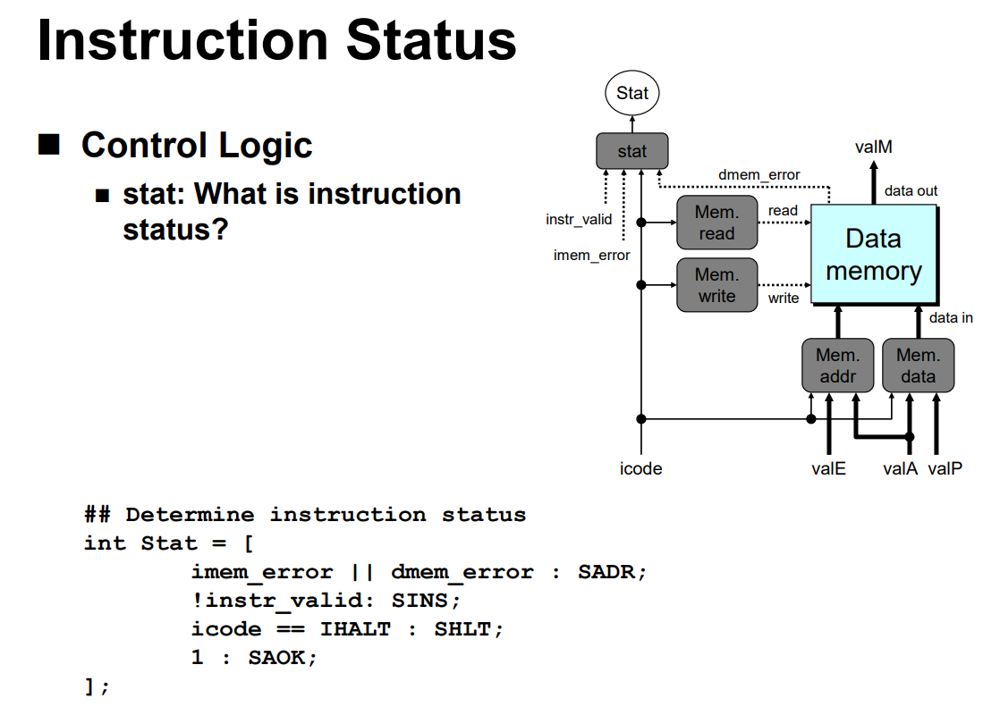 Instruction Status
■ Control Logic
■ stat: What is instruction
status?
Stat
stat
valM
dmem_error
data out
instr_valid
Mem.
read
read
Data
memory
imem_error
Mem.
write
write
data in
Mem.
addr
Mem.
data
icode
valE
valA
valP
## Determine instruction status
int Stat = [
imem_error || dmem_error : SADR;
!instr_valid: SINS;
icode == IHALT : SHLT;
1 : SAOK;
];